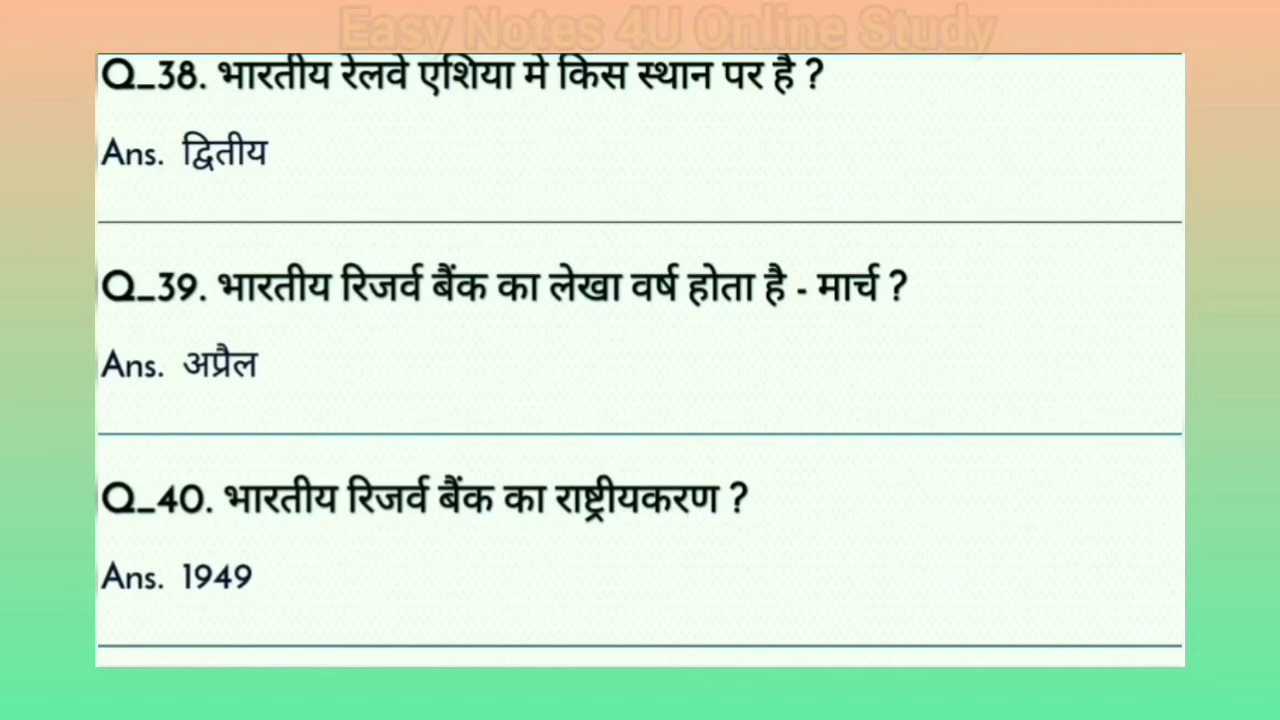 Easy Notes 4U Online Study
Q_38. भारतीय रेलवे एशिया मे किस स्थान पर है ?
Ans. द्वितीय
Q_39. भारतीय रिजर्व बैंक का लेखा वर्ष होता है - मार्च ?
Ans. अप्रैल
Q_40. भारतीय रिजर्व बैंक का राष्ट्रीयकरण ?
Ans. 1949